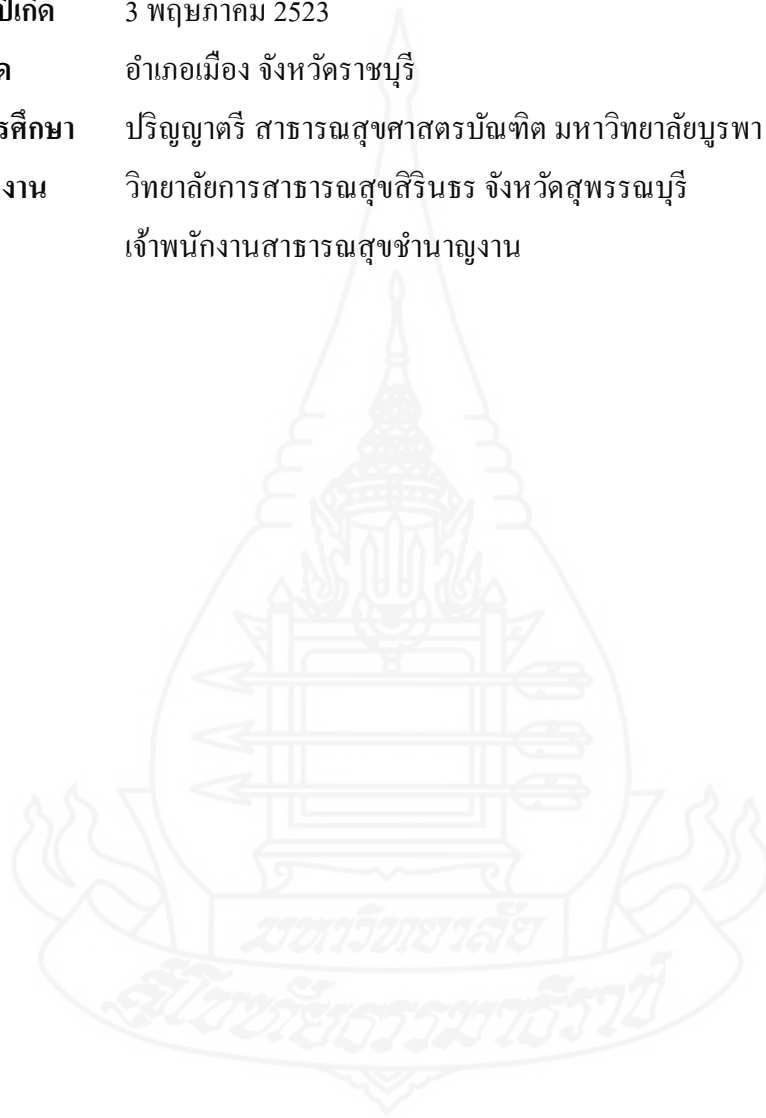 ปีเกิด 3 พฤษภาคม 2523
อำเภอเมือง จังหวัดราชบุรี
รศึกษา ปริญญาตรี สาธารณสุขศาสตรบัณฑิต มหาวิทยาลัยบูรพา
งาน วิทยาลัยการสาธารณสุขสิรินธร จังหวัดสุพรรณบุรี
เจ้าพนักงานสาธารณสุขชำนาญงาน
มหาวิทยาลัย
สุโขทัยธรรมาธิราช